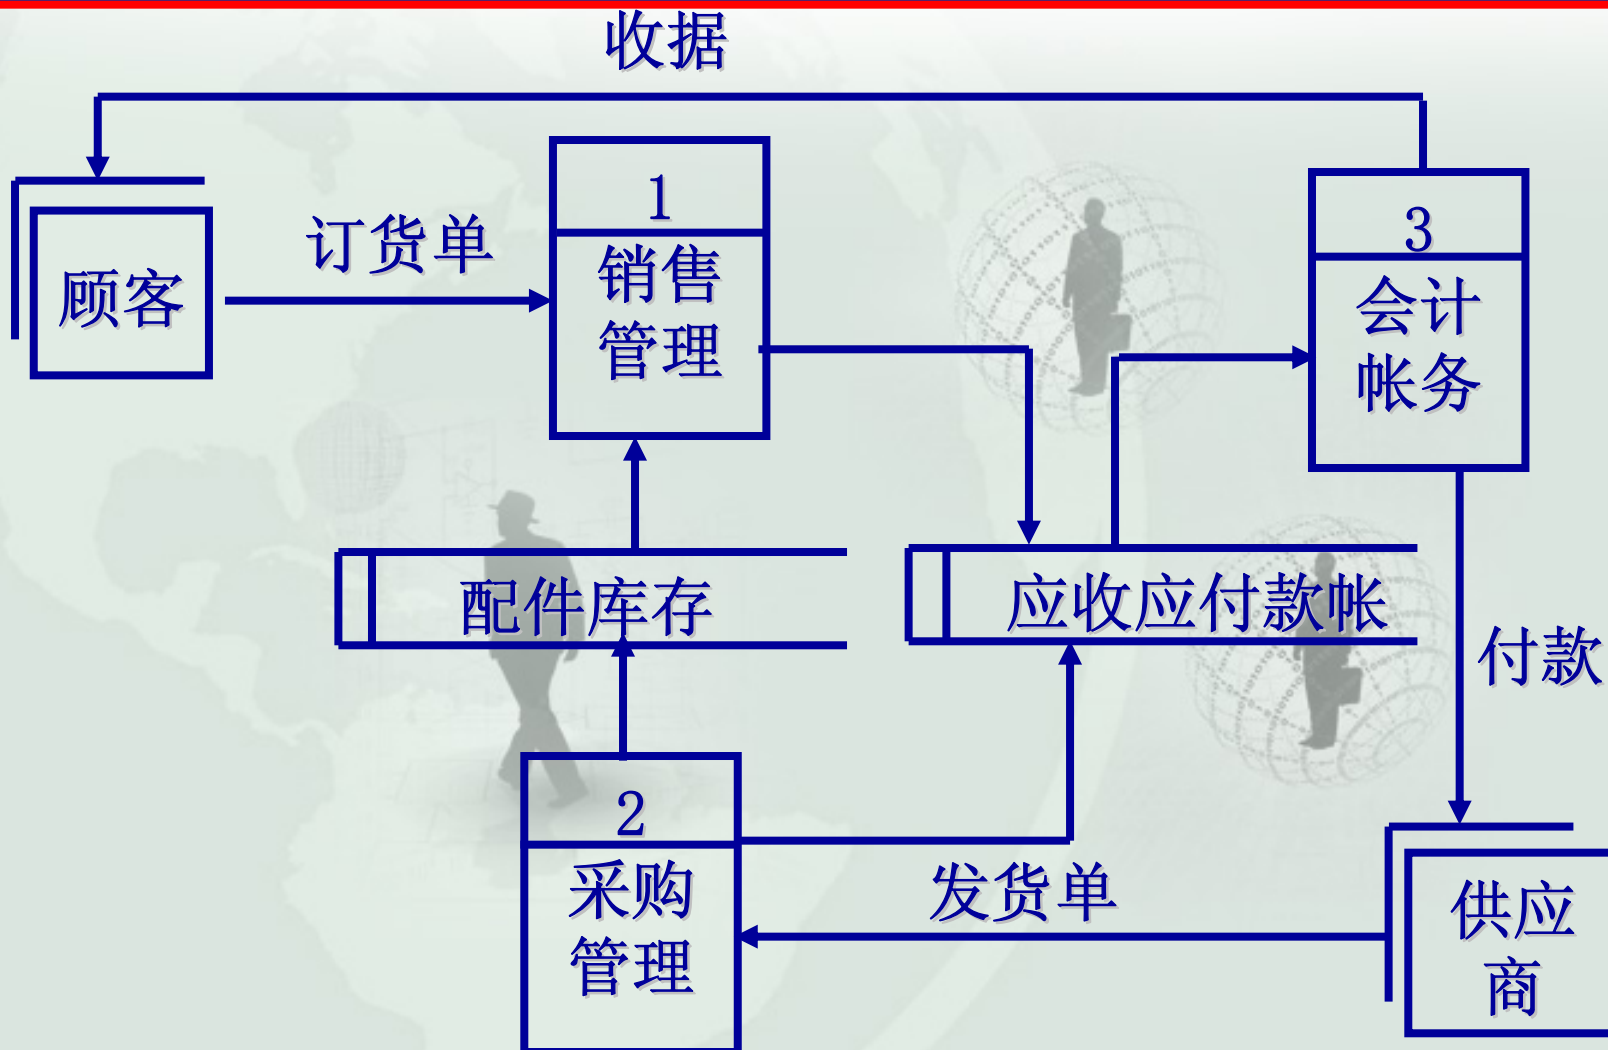 收据
1
3
订货单
顾客
销售
管理
会计
帐务
配件库存
应收应付款帐
付款
2
采购
管理
发货单
供应
商